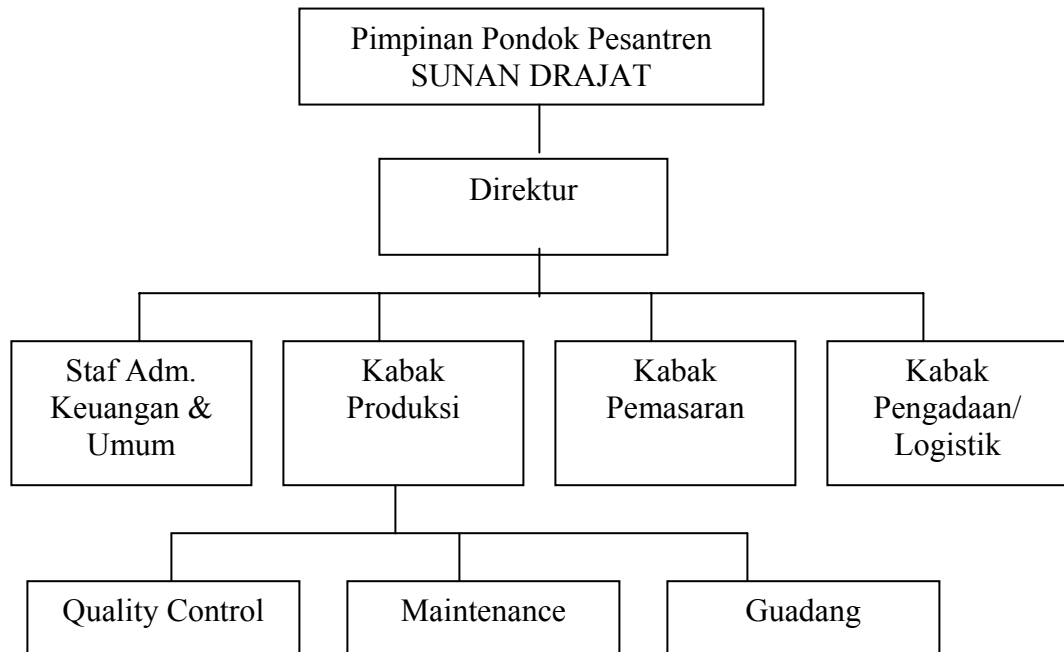 Pimpinan Pondok Pesantren
SUNAN DRAJAT
Direktur
Staf Adm.
Keuangan &
Umum
Kabak
Produksi
Kabak
Pemasaran
Kabak
Pengadaan/
Logistik
Quality Control
Maintenance
Guadang